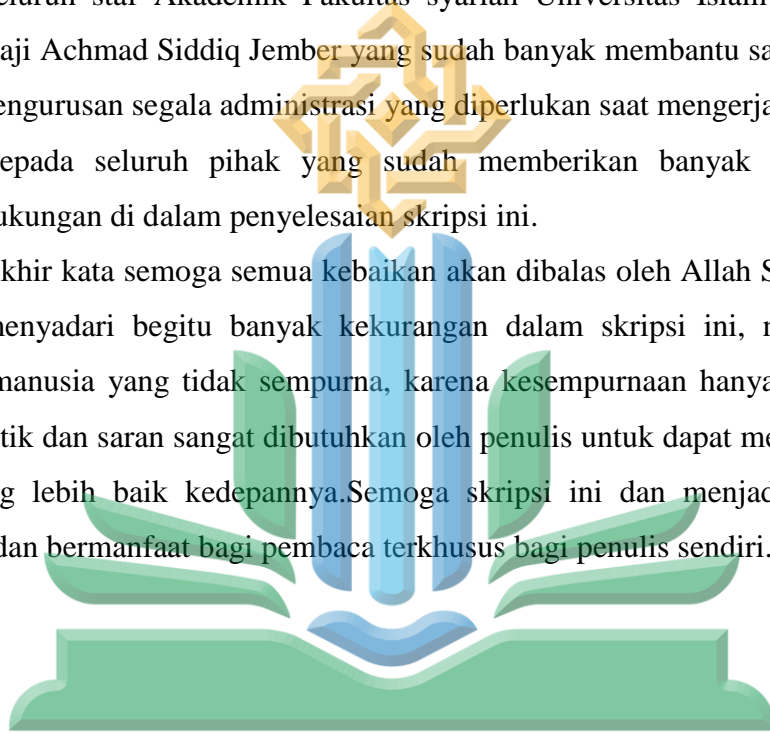 seluruh staf Akademik Fakultas syariah Universitas Islam
aji Achmad Siddiq Jember yang sudah banyak membantu sa
engurusan segala administrasi yang diperlukan saat mengerja
epada seluruh pihak yang sudah memberikan banyak
ukungan di dalam penyelesaian skripsi ini.
khir kata semoga semua kebaikan akan dibalas oleh Allah S
menyadari begitu banyak kekurangan dalam skripsi ini, m
manusia yang tidak sempurna, karena kesempurnaan hanya
tik dan saran sangat dibutuhkan oleh penulis untuk dapat me
g lebih baik kedepannya.Semoga skripsi ini dan menjad
dan bermanfaat bagi pembaca terkhusus bagi penulis sendiri.